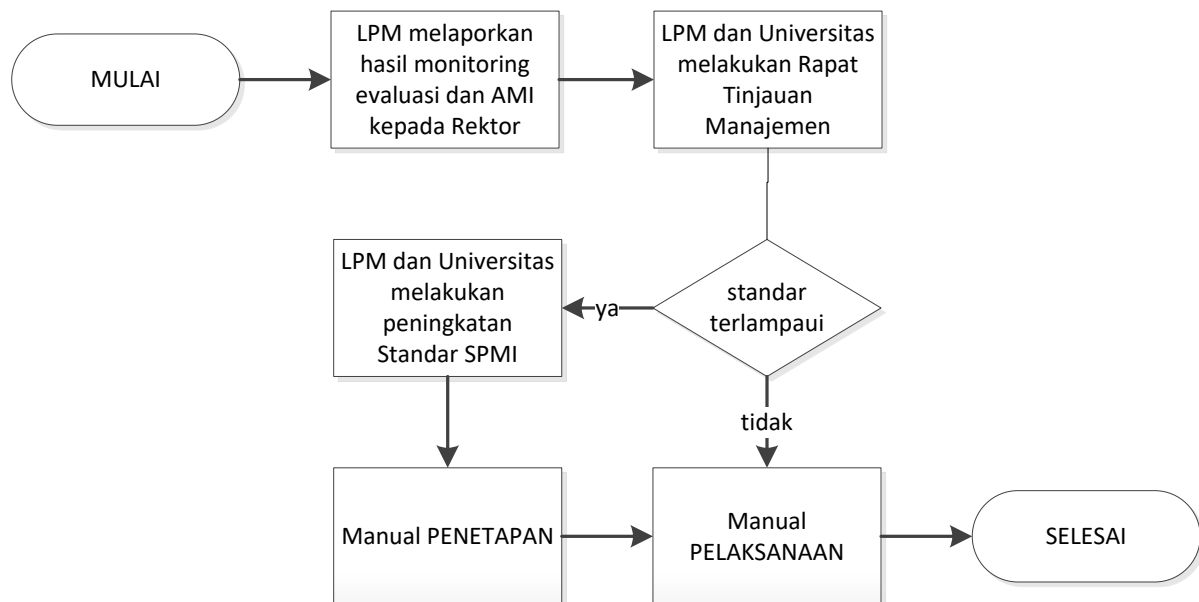 MULAI
LPM melaporkan
hasil monitoring
evaluasi dan AMI
kepada Rektor
LPM dan Universitas
melakukan Rapat
Tinjauan
Manajemen
standar
terlampaui
ya
LPM dan Universitas
melakukan
peningkatan
Standar SPMI
tidak
Manual PENETAPAN
Manual
PELAKSANAAN
SELESAI